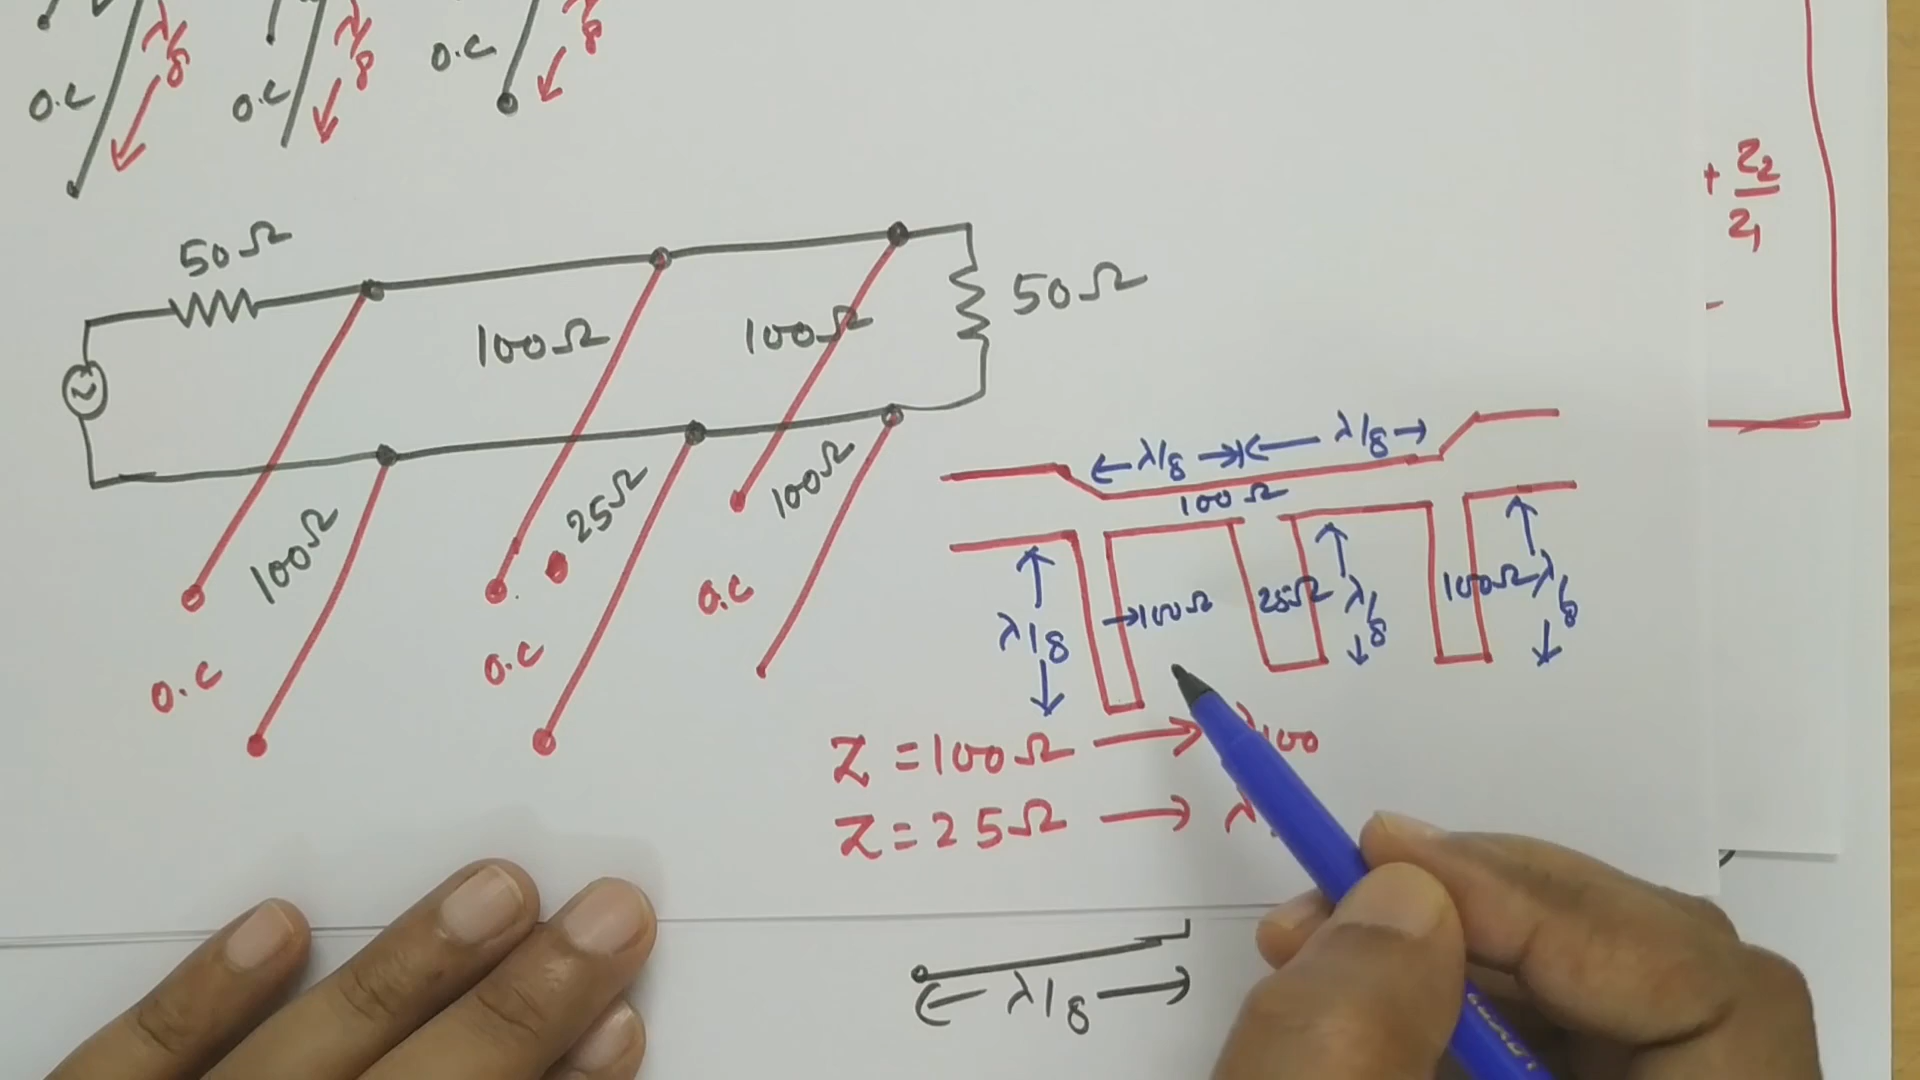 λ/8
λ/8
λ/8
O.C
O.C
O.C
+ Z2/Z1
50Ω
50Ω
100Ω
100Ω
100Ω
25Ω
100Ω
O.C
O.C
O.C
λ/8
λ/8
100Ω
λ/8
100Ω
25Ω
λ/8
100Ω
λ/8
Z = 100Ω → λ100
Z = 25Ω → λ
λ/8